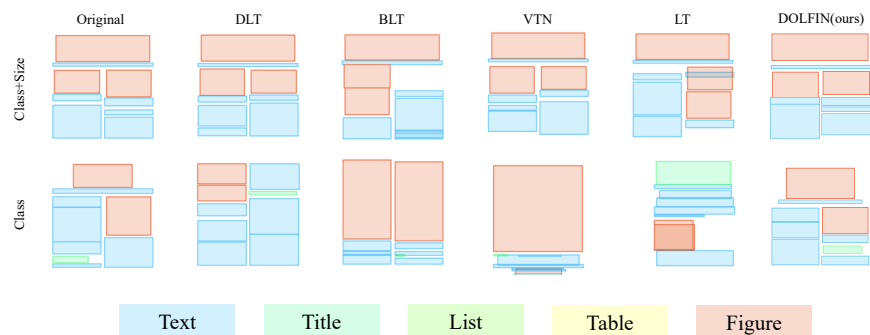 Original DLT BLT VTN LT DOLFIN(ours)
Class+Size
Class
Text Title List Table Figure